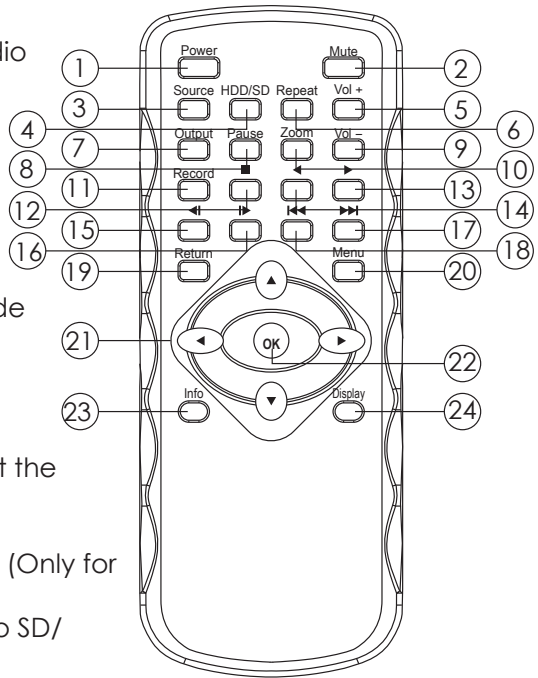 dio
de
t the
(Only for
o SD/
Power Mute
1 2
Source HDD/SD Repeat Vol +
3 5
4 6
Output Pause Zoom Vol –
7 9
8 ■ ◀ ▶ 10
Record
11 13
12 ◀| |▶ |◀◀ ▶▶| 14
15 17
16 18
Return Menu
19 20
▲
21 ◀ OK ▶
22
Info ▼ Display
23 24